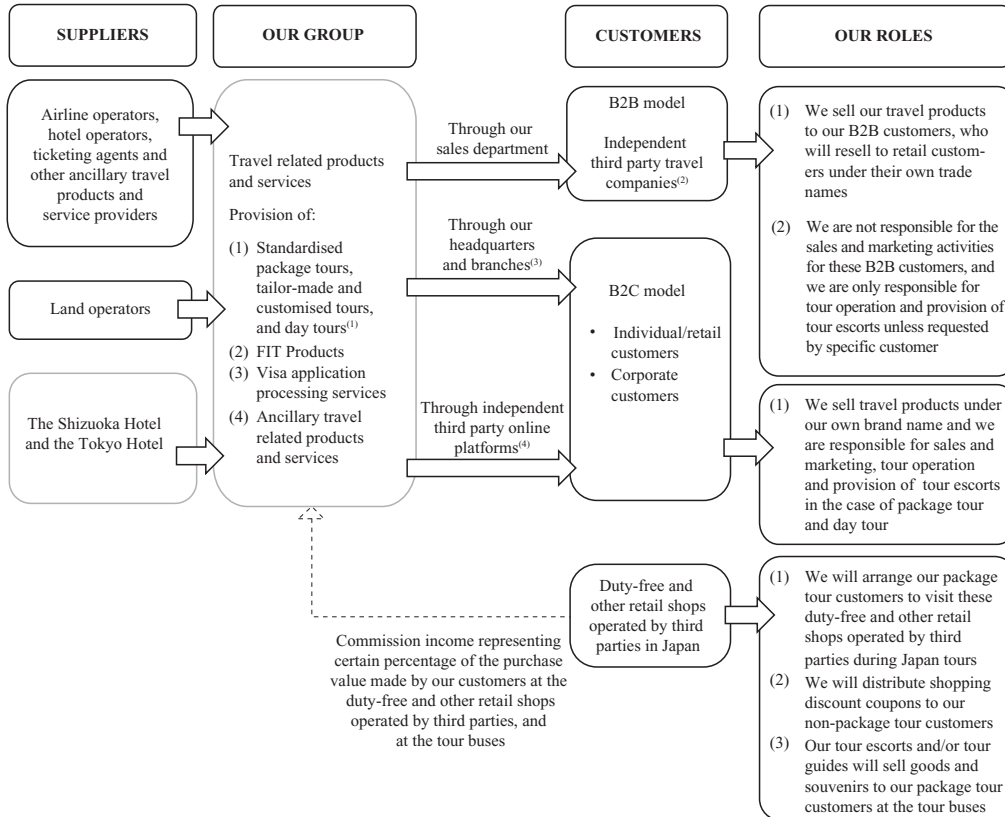 SUPPLIERS
OUR GROUP
CUSTOMERS
OUR ROLES
Airline operators,
hotel operators,
ticketing agents and
other ancillary travel
products and
service providers
Land operators
The Shizuoka Hotel
and the Tokyo Hotel
Travel related products
and services
Provision of:
(1) Standardised
package tours,
tailor-made and
customised tours,
and day tours(1)
(2) FIT Products
(3) Visa application
processing services
(4) Ancillary travel
related products
and services
Through our
sales department
Through our
headquarters
and branches(3)
Through independent
third party online
platforms(4)
B2B model
Independent
third party travel
companies(2)
B2C model
• Individual/retail
customers
• Corporate
customers
Duty-free and
other retail shops
operated by third
parties in Japan
Commission income representing
certain percentage of the purchase
value made by our customers at the
duty-free and other retail shops
operated by third parties, and
at the tour buses
(1) We sell our travel products
to our B2B customers, who
will resell to retail custom-
ers under their own trade
names
(2) We are not responsible for the
sales and marketing activities
for these B2B customers, and
we are only responsible for
tour operation and provision of
tour escorts unless requested
by specific customer
(1) We sell travel products under
our own brand name and we
are responsible for sales and
marketing, tour operation
and provision of tour escorts
in the case of package tour
and day tour
(1) We will arrange our package
tour customers to visit these
duty-free and other retail
shops operated by third
parties during Japan tours
(2) We will distribute shopping
discount coupons to our
non-package tour customers
(3) Our tour escorts and/or tour
guides will sell goods and
souvenirs to our package tour
customers at the tour buses